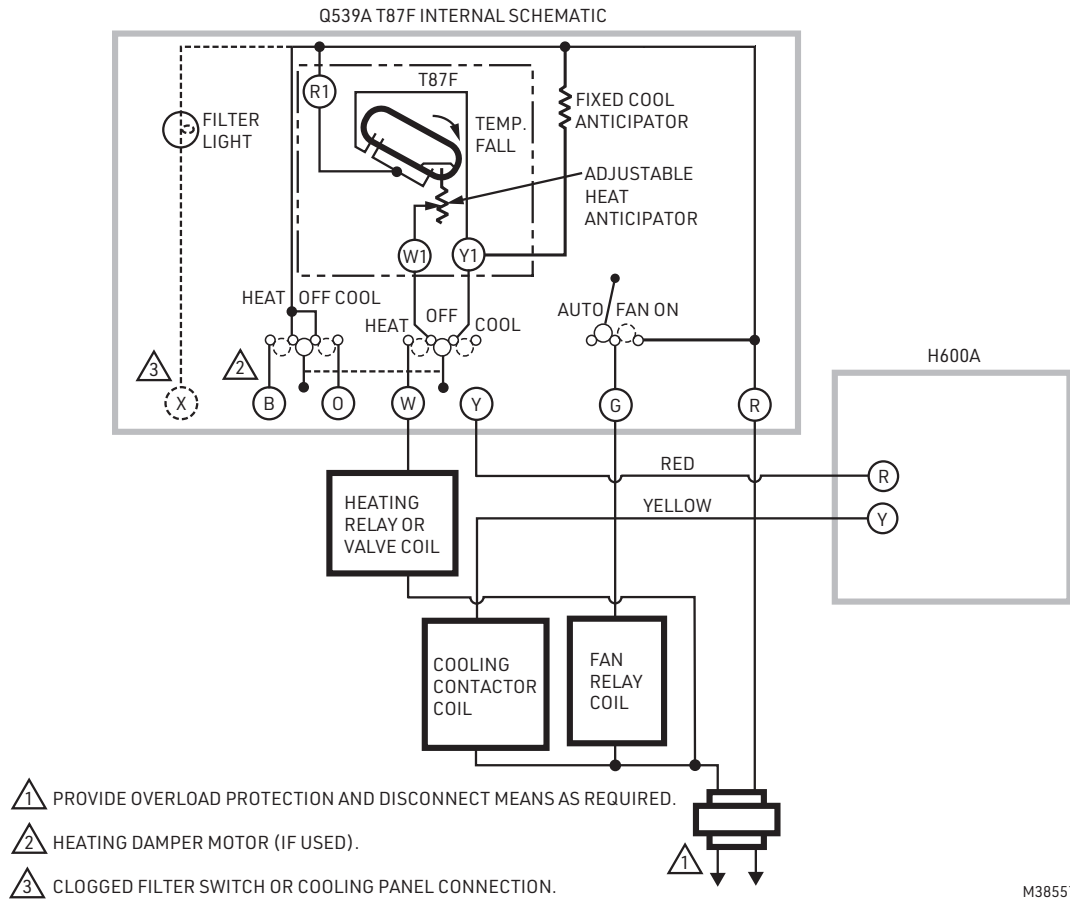 Q539A T87F INTERNAL SCHEMATIC
R1
T87F
FILTER
LIGHT
TEMP.
FALL
FIXED COOL
ANTICIPATOR
ADJUSTABLE
HEAT
ANTICIPATOR
W1
Y1
HEAT OFF COOL
HEAT OFF COOL
AUTO FAN ON
3
2
X
B
O
W
Y
G
R
H600A
RED
R
YELLOW
Y
HEATING
RELAY OR
VALVE COIL
COOLING
CONTACTOR
COIL
FAN
RELAY
COIL
1
1 PROVIDE OVERLOAD PROTECTION AND DISCONNECT MEANS AS REQUIRED.
2 HEATING DAMPER MOTOR (IF USED).
3 CLOGGED FILTER SWITCH OR COOLING PANEL CONNECTION.